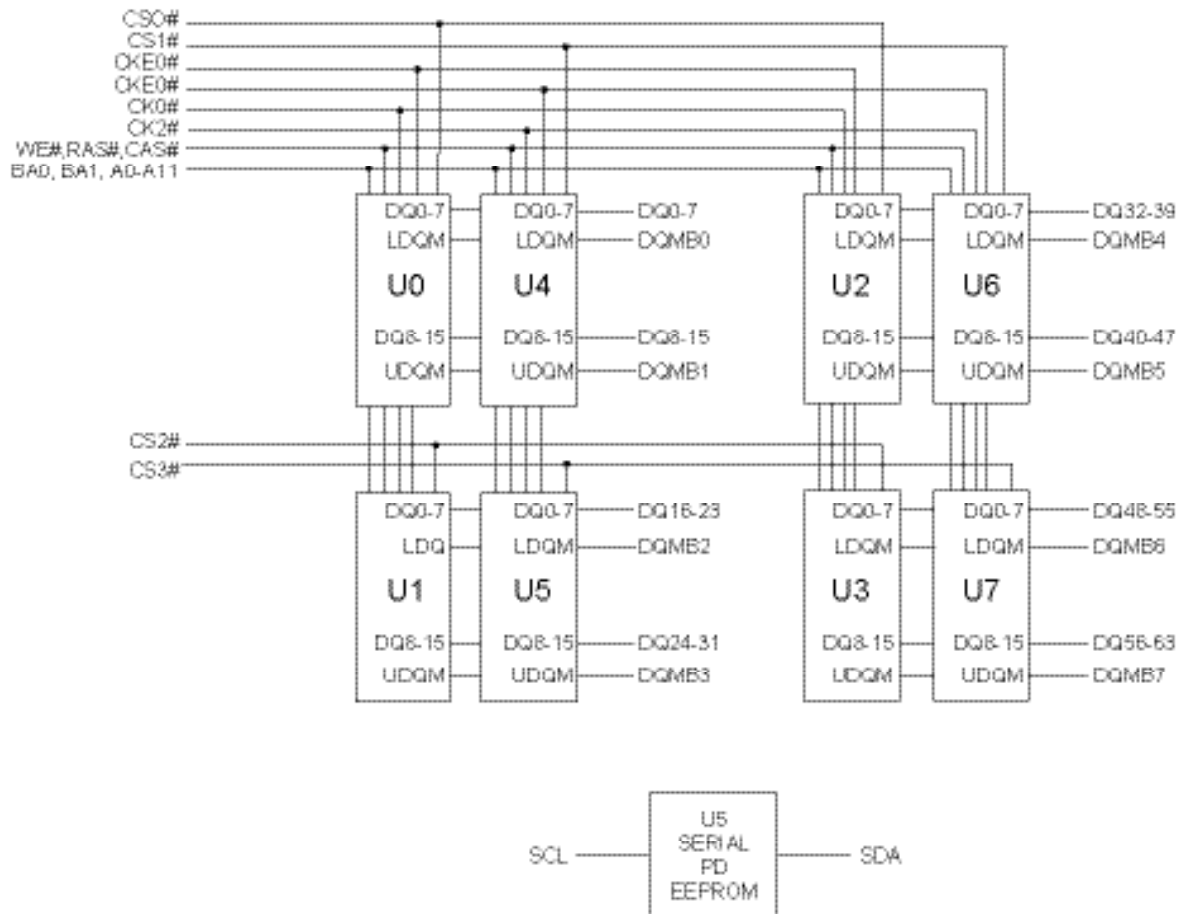 CS0#
CS1#
CKE0#
CKE0#
CK0#
CK2#
WE#,RAS#,CAS#
BA0, BA1, A0-A11
DQ0-7 DQ0-7 DQ0-7 DQ0-7 DQ0-7 DQ32-39
LDQM LDQM DQMB0 LDQM LDQM DQMB4
U0 U4 U2 U6
DQ8-15 DQ8-15 DQ8-15 DQ8-15 DQ8-15 DQ40-47
UDQM UDQM DQMB1 UDQM UDQM DQMB5
CS2#
CS3#
DQ0-7 DQ0-7 DQ16-23 DQ0-7 DQ0-7 DQ48-55
LDQ LDQM DQMB2 LDQM LDQM DQMB6
U1 U5 U3 U7
DQ8-15 DQ8-15 DQ24-31 DQ8-15 DQ8-15 DQ56-63
UDQM UDQM DQMB3 UDQM UDQM DQMB7
U5
SERIAL
SCL PD SDA
EEPROM